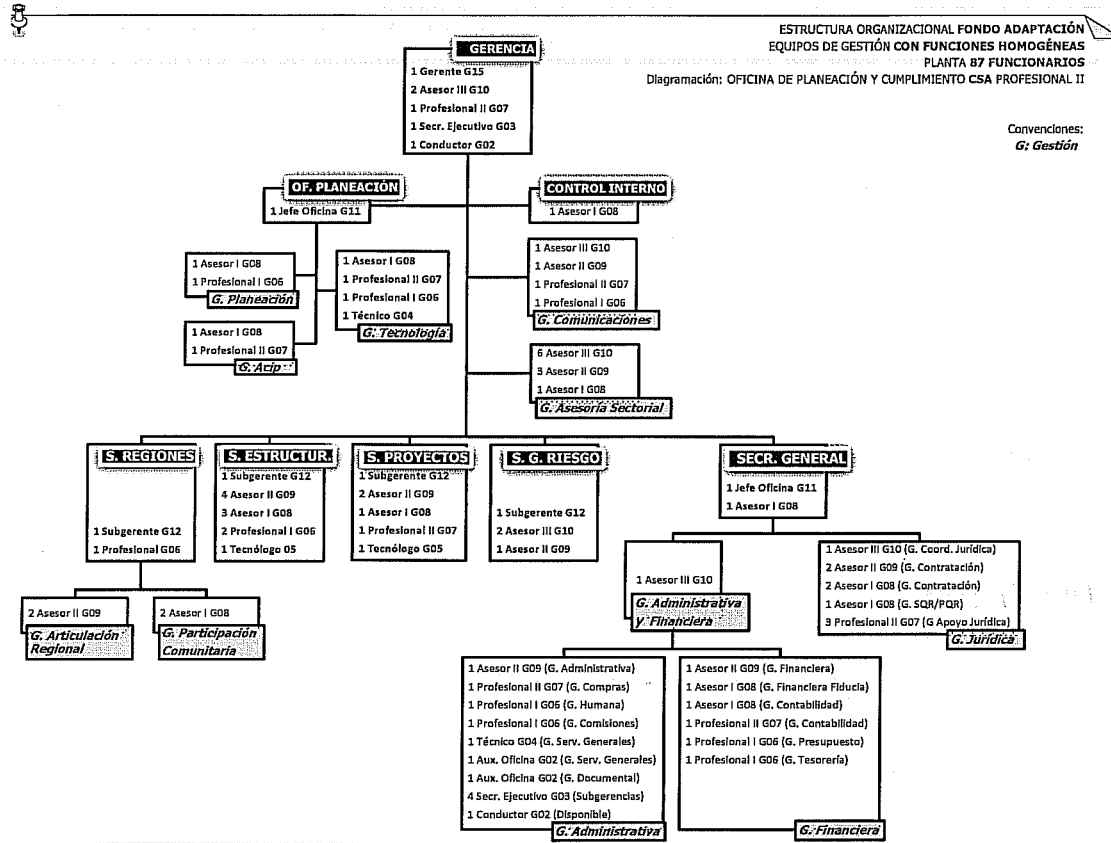 ESTRUCTURA ORGANIZACIONAL FONDO ADAPTACIÓN
EQUIPOS DE GESTIÓN CON FUNCIONES HOMOGÉNEAS
PLANTA 87 FUNCIONARIOS
Diagramación: OFICINA DE PLANEACIÓN Y CUMPLIMIENTO CSA PROFESIONAL II
Convenciones:
G: Gestión
GERENCIA
1 Gerente G15
2 Asesor III G10
1 Profesional II G07
1 Secr. Ejecutivo G03
1 Conductor G02
OF. PLANEACIÓN
1 Jefe Oficina G11
CONTROL INTERNO
1 Asesor I G08
1 Asesor I G08
1 Profesional I G06
G. Planeación
1 Asesor I G08
1 Profesional II G07
G. Acip
1 Asesor I G08
1 Profesional II G07
1 Profesional I G06
1 Técnico G04
G. Tecnología
1 Asesor III G10
1 Asesor II G09
1 Profesional II G07
1 Profesional I G06
G. Comunicaciones
6 Asesor III G10
3 Asesor II G09
1 Asesor I G08
G. Asesoría Sectorial
S. REGIONES
1 Subgerente G12
1 Profesional G06
2 Asesor II G09
G. Articulación
Regional
2 Asesor I G08
G. Participación
Comunitaria
S. ESTRUCTUR.
1 Subgerente G12
4 Asesor II G09
3 Asesor I G08
2 Profesional I G06
1 Tecnólogo 05
S. PROYECTOS
1 Subgerente G12
2 Asesor II G09
1 Asesor I G08
1 Profesional II G07
1 Tecnólogo G05
S. G. RIESGO
1 Subgerente G12
2 Asesor III G10
1 Asesor II G09
SECR. GENERAL
1 Jefe Oficina G11
1 Asesor I G08
1 Asesor III G10
G. Administrativa
y Financiera
1 Asesor III G10 (G. Coord. Jurídica)
2 Asesor II G09 (G. Contratación)
2 Asesor I G08 (G. Contratación)
1 Asesor I G08 (G. SQR/PQR)
3 Profesional II G07 (G Apoyo Jurídica)
G. Jurídica
1 Asesor II G09 (G. Administrativa)
1 Profesional II G07 (G. Compras)
1 Profesional I G06 (G. Humana)
1 Profesional I G06 (G. Comisiones)
1 Técnico G04 (G. Serv. Generales)
1 Aux. Oficina G02 (G. Serv. Generales)
1 Aux. Oficina G02 (G. Documental)
4 Secr. Ejecutivo G03 (Subgerencias)
1 Conductor G02 (Disponible)
G. Administrativa
1 Asesor II G09 (G. Financiera)
1 Asesor I G08 (G. Financiera Fiducia)
1 Asesor I G08 (G. Contabilidad)
1 Profesional II G07 (G. Contabilidad)
1 Profesional I G06 (G. Presupuesto)
1 Profesional I G06 (G. Tesorería)
G. Financiera